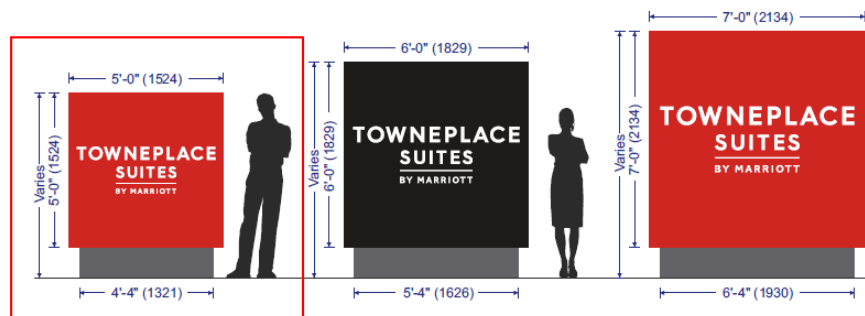 5'-0" (1524)
Varies
5'-0" (1524)
TOWNEPLACE
SUITES
BY MARRIOTT
4'-4" (1321)
6'-0" (1829)
Varies
6'-0" (1829)
TOWNEPLACE
SUITES
BY MARRIOTT
5'-4" (1626)
7'-0" (2134)
Varies
7'-0" (2134)
TOWNEPLACE
SUITES
BY MARRIOTT
6'-4" (1930)